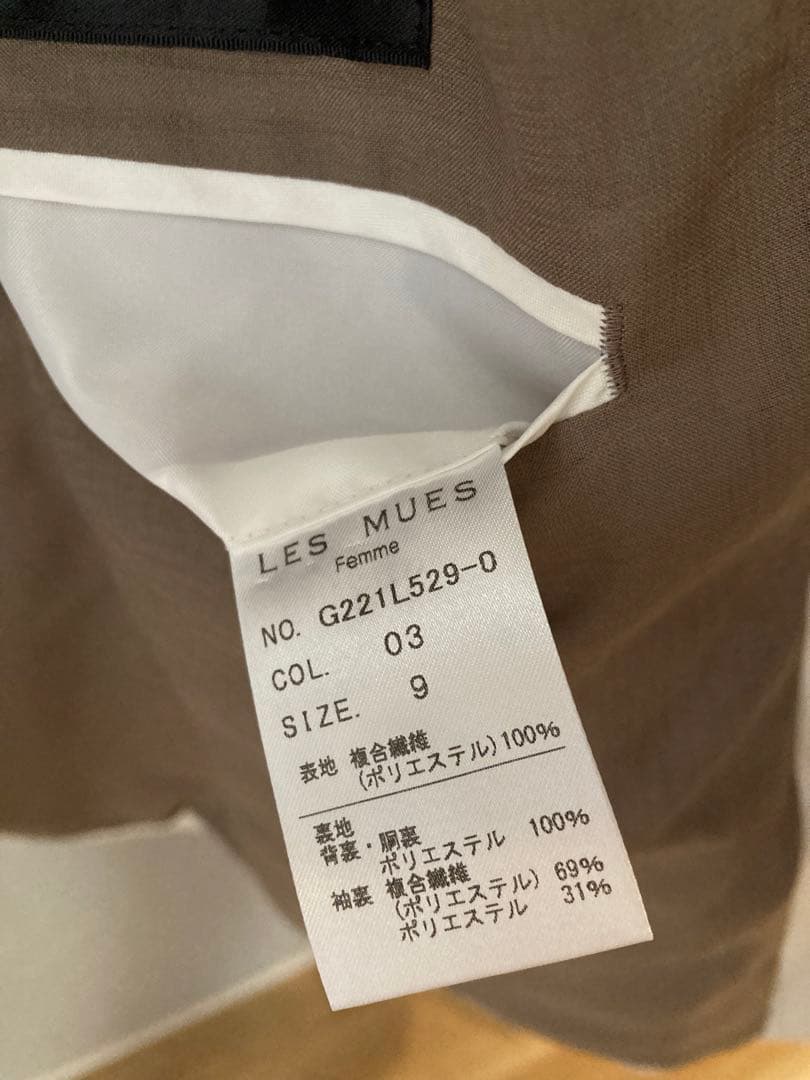 LES MUES
Femme
NO. G221L529-0
COL. 03
SIZE. 9
表地 複合繊維
(ポリエステル)100%
裏地
背裏・胴裏
ポリエステル 100%
袖裏 複合繊維
(ポリエステル) 69%
ポリエステル 31%